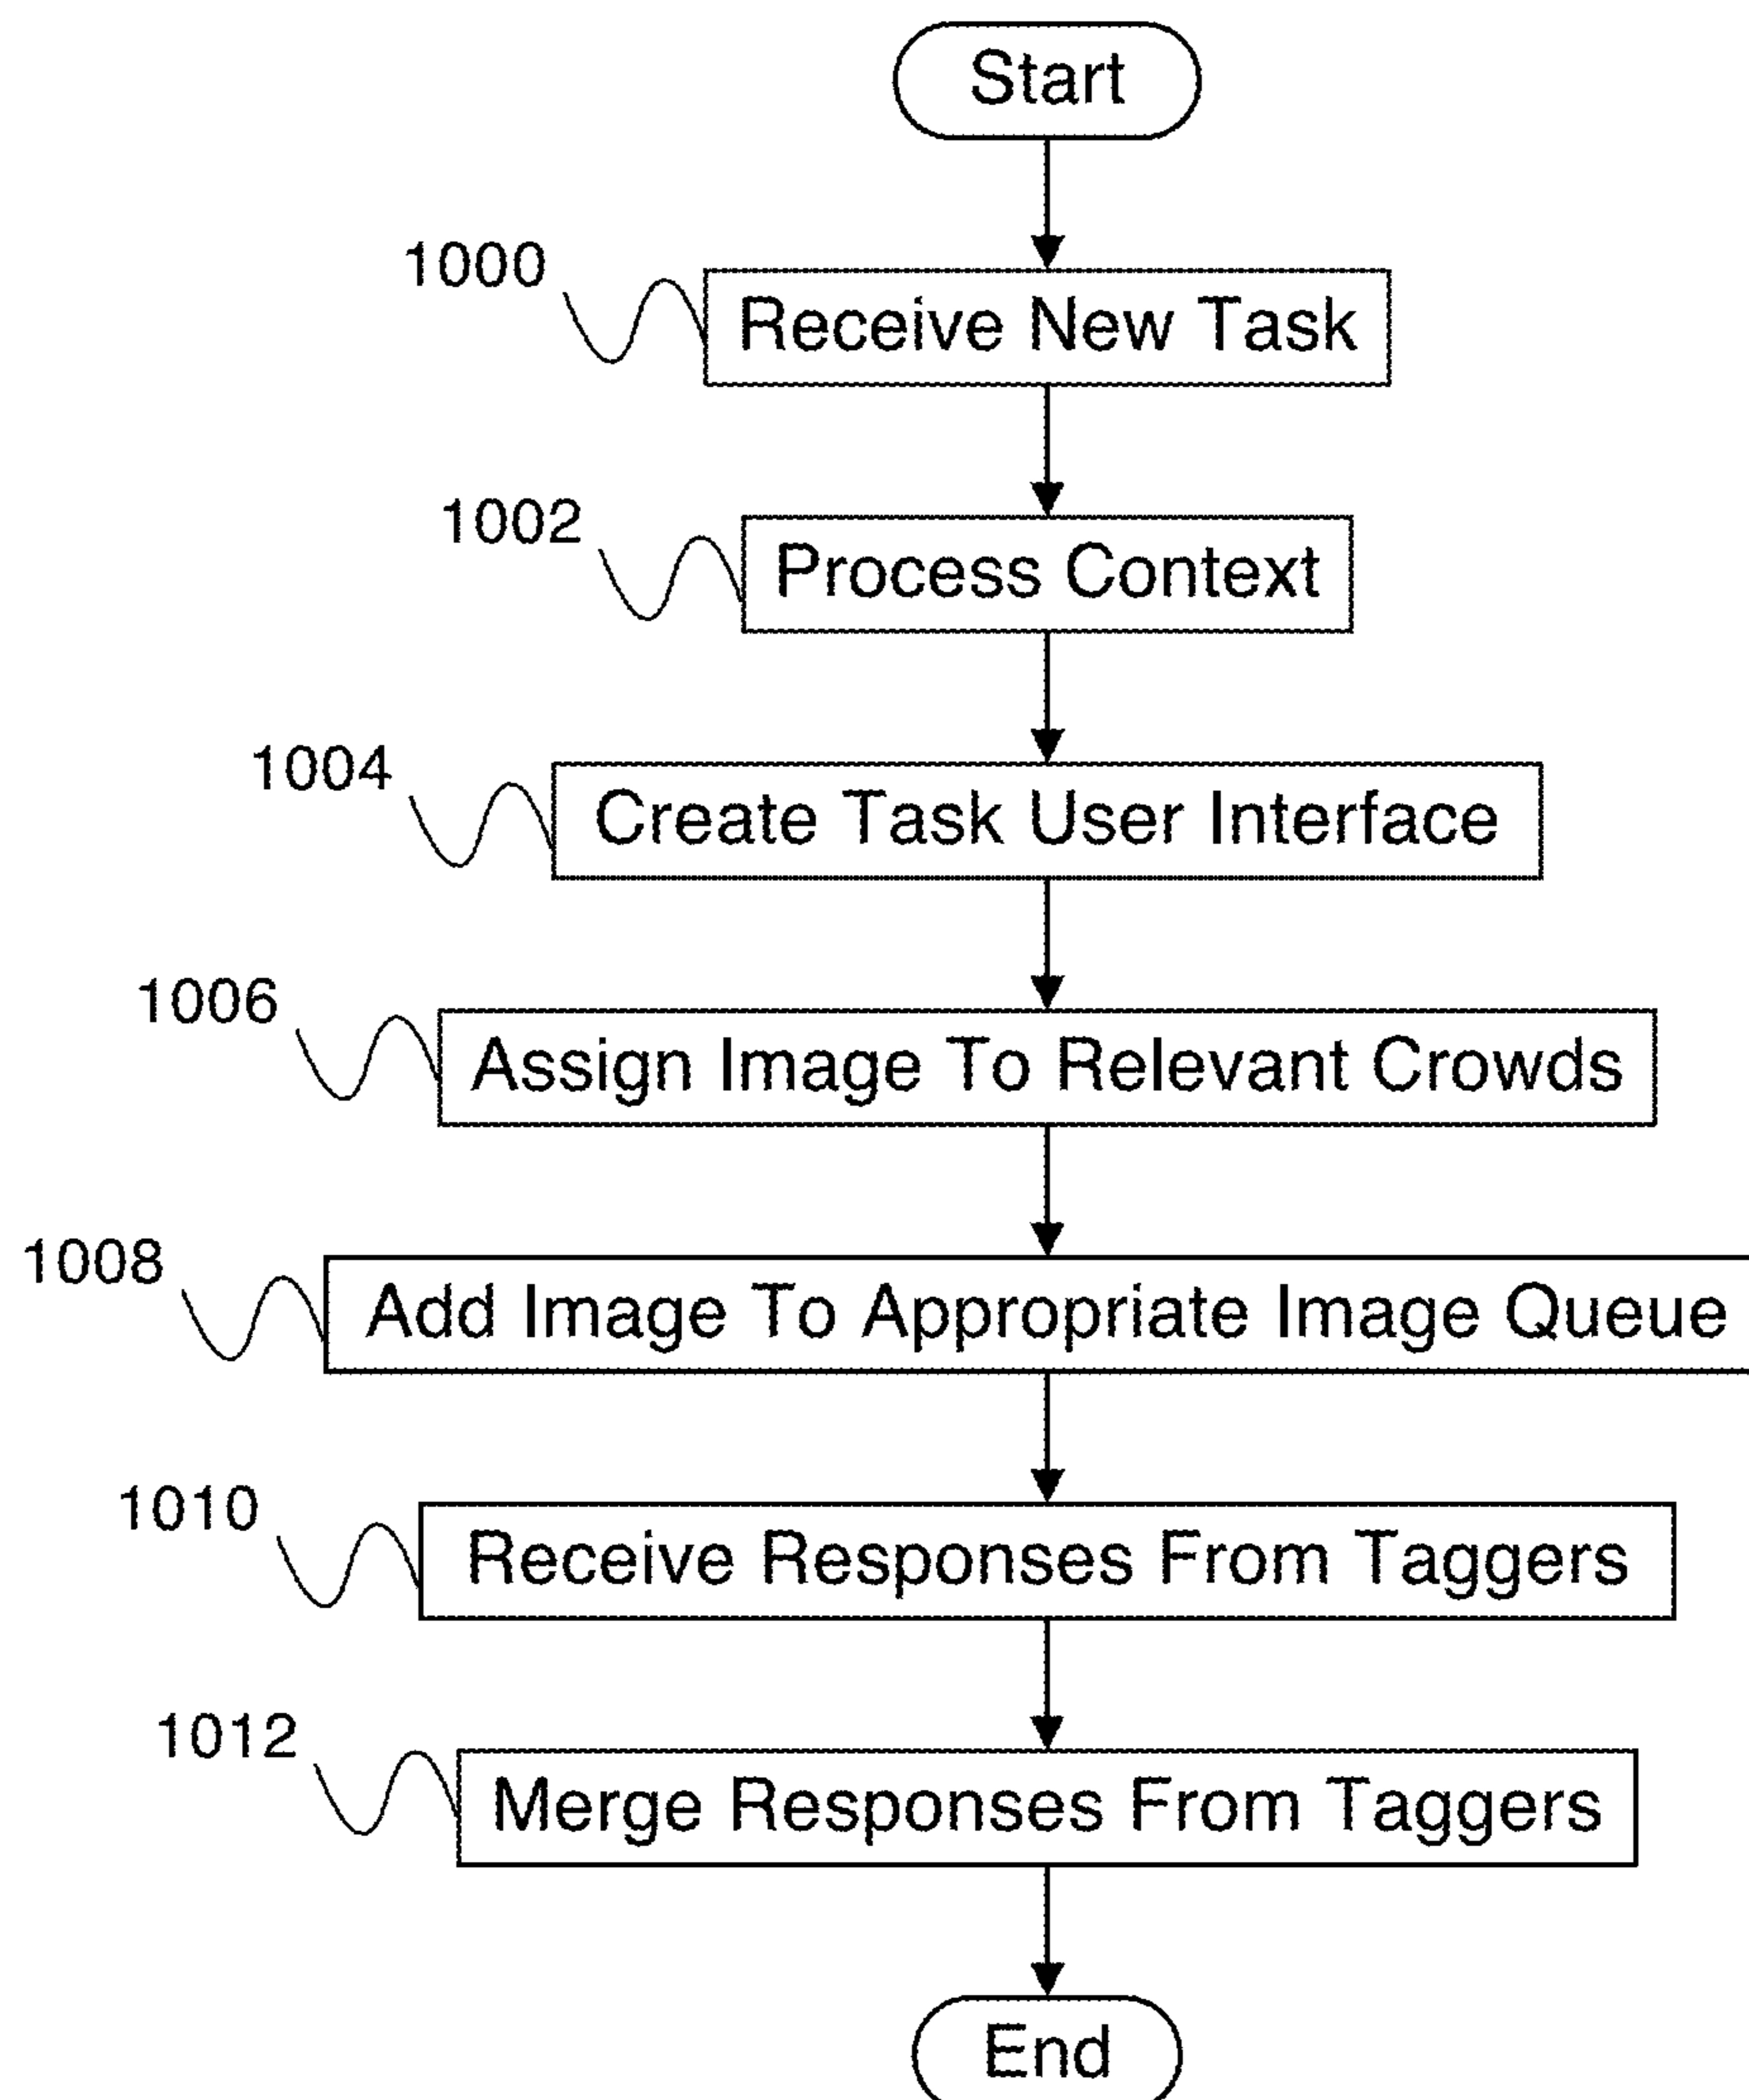 Start
1000
Receive New Task
1002
Process Context
1004
Create Task User Interface
1006
Assign Image To Relevant Crowds
1008
Add Image To Appropriate Image Queue
1010
Receive Responses From Taggers
1012
Merge Responses From Taggers
End